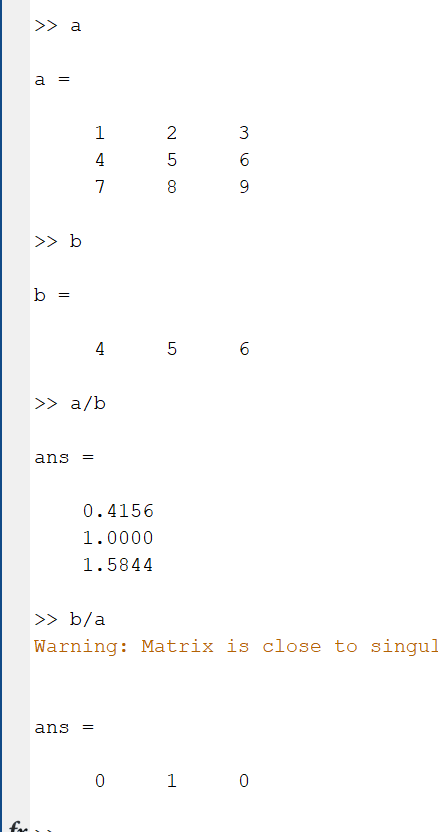 >> a
a =
1 2 3
4 5 6
7 8 9
>> b
b =
4 5 6
>> a/b
ans =
0.4156
1.0000
1.5844
>> b/a
Warning: Matrix is close to singul
ans =
0 1 0
fx >>